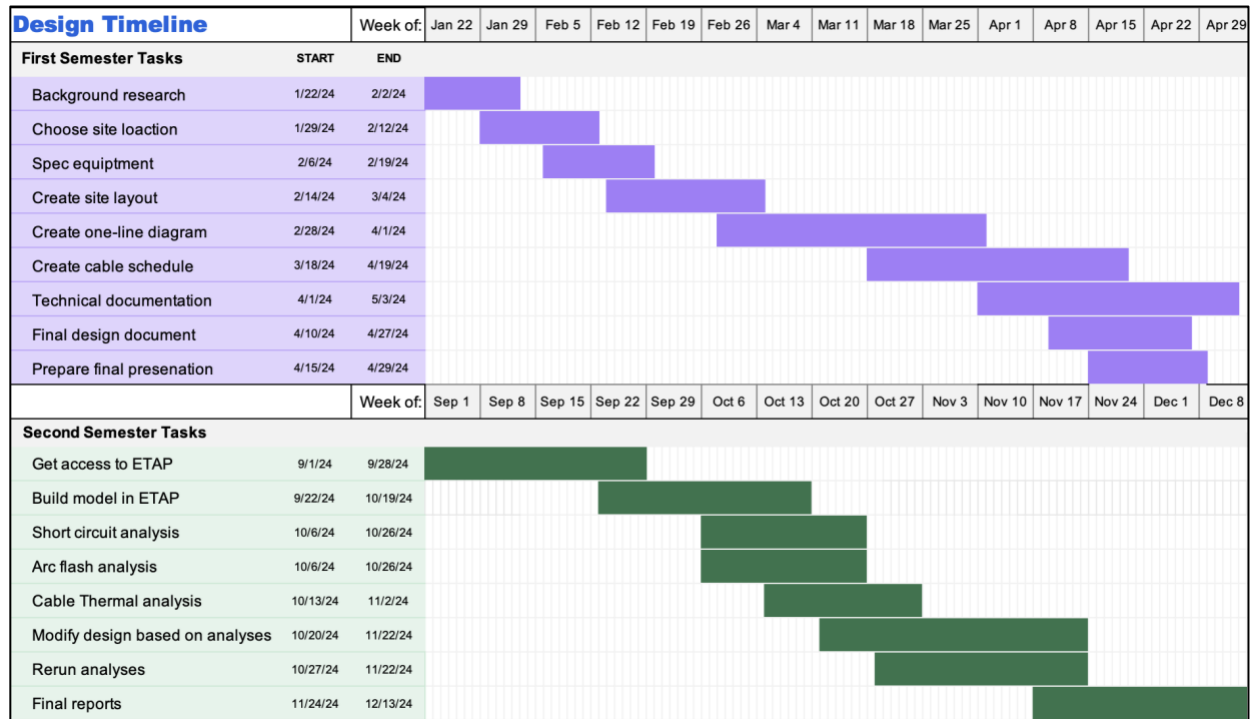 Design Timeline Week of: Jan 22 Jan 29 Feb 5 Feb 12 Feb 19 Feb 26 Mar 4 Mar 11 Mar 18 Mar 25 Apr 1 Apr 8 Apr 15 Apr 22 Apr 29
First Semester Tasks START END
Background research 1/22/24 2/2/24
Choose site loaction 1/29/24 2/12/24
Spec equiptment 2/6/24 2/19/24
Create site layout 2/14/24 3/4/24
Create one-line diagram 2/28/24 4/1/24
Create cable schedule 3/18/24 4/19/24
Technical documentation 4/1/24 5/3/24
Final design document 4/10/24 4/27/24
Prepare final presenation 4/15/24 4/29/24
Week of: Sep 1 Sep 8 Sep 15 Sep 22 Sep 29 Oct 6 Oct 13 Oct 20 Oct 27 Nov 3 Nov 10 Nov 17 Nov 24 Dec 1 Dec 8
Second Semester Tasks
Get access to ETAP 9/1/24 9/28/24
Build model in ETAP 9/22/24 10/19/24
Short circuit analysis 10/6/24 10/26/24
Arc flash analysis 10/6/24 10/26/24
Cable Thermal analysis 10/13/24 11/2/24
Modify design based on analyses 10/20/24 11/22/24
Rerun analyses 10/27/24 11/22/24
Final reports 11/24/24 12/13/24